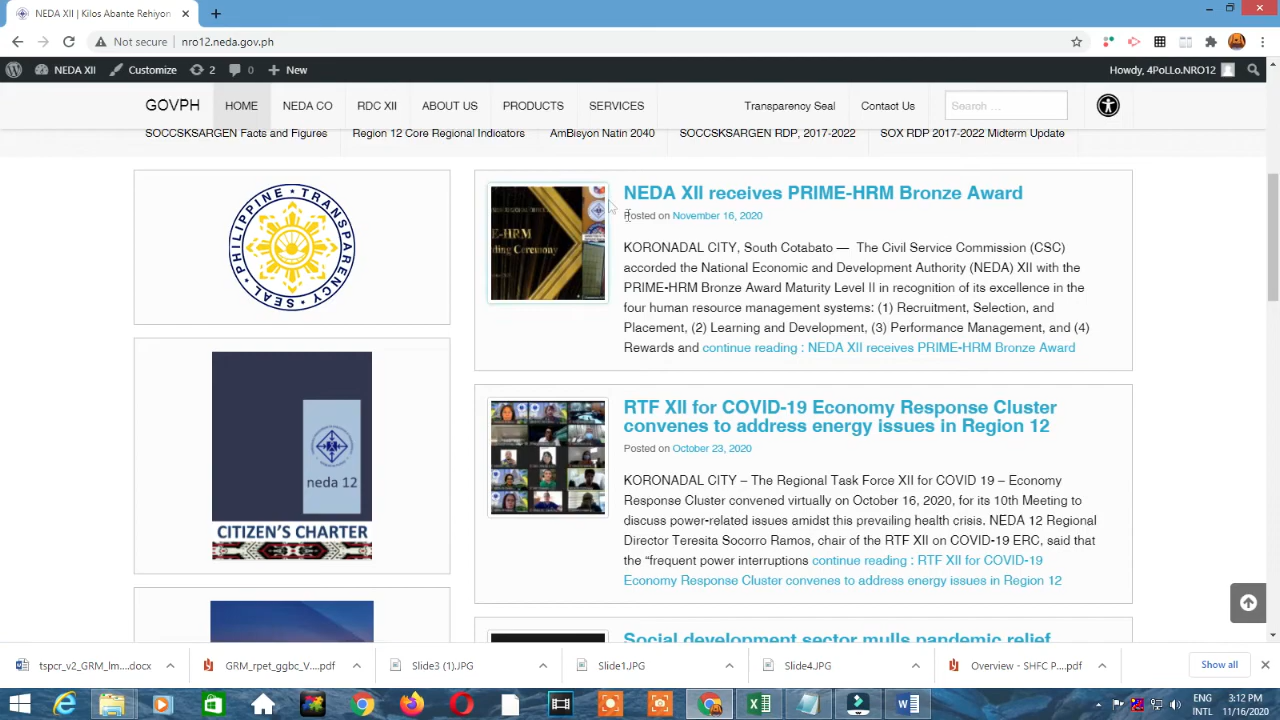 NEDA XII | Kilos Ataebe Rehiyon
Not secure | nro12.neda.gov.ph
NEDA XII
Customize
2
0
New
Howdy, 4PoLLo.NRO12
GOVPH
HOME
NEDA CO
RDC XII
ABOUT US
PRODUCTS
SERVICES
Transparency Seal
Contact Us
Search …
SOCCSKSARGEN Facts and Figures
Region 12 Core Regional Indicators
AmBisyon Natin 2040
SOCCSKSARGEN RDP, 2017-2022
SOX RDP 2017-2022 Midterm Update
PHILIPPINE • TRANSPARENCY SEAL •
neda 12
CITIZEN'S CHARTER
E-HRM
ding Ceremony
NEDA XII receives PRIME-HRM Bronze Award
Posted on November 16, 2020
KORONADAL CITY, South Cotabato — The Civil Service Commission (CSC)
accorded the National Economic and Development Authority (NEDA) XII with the
PRIME-HRM Bronze Award Maturity Level II in recognition of its excellence in the
four human resource management systems: (1) Recruitment, Selection, and
Placement, (2) Learning and Development, (3) Performance Management, and (4)
Rewards and continue reading : NEDA XII receives PRIME-HRM Bronze Award
RTF XII for COVID-19 Economy Response Cluster
convenes to address energy issues in Region 12
Posted on October 23, 2020
KORONADAL CITY – The Regional Task Force XII for COVID 19 – Economy
Response Cluster convened virtually on October 16, 2020, for its 10th Meeting to
discuss power-related issues amidst this prevailing health crisis. NEDA 12 Regional
Director Teresita Socorro Ramos, chair of the RTF XII on COVID-19 ERC, said that
the “frequent power interruptions continue reading : RTF XII for COVID-19
Economy Response Cluster convenes to address energy issues in Region 12
Social development sector mulls pandemic relief
tspcr_v2_GRM_lm....docx
GRM_rpet_ggbc_V....pdf
Slide3 (1).JPG
Slide1.JPG
Slide4.JPG
Overview - SHFC P....pdf
Show all
ENG
INTL
3:12 PM
11/16/2020